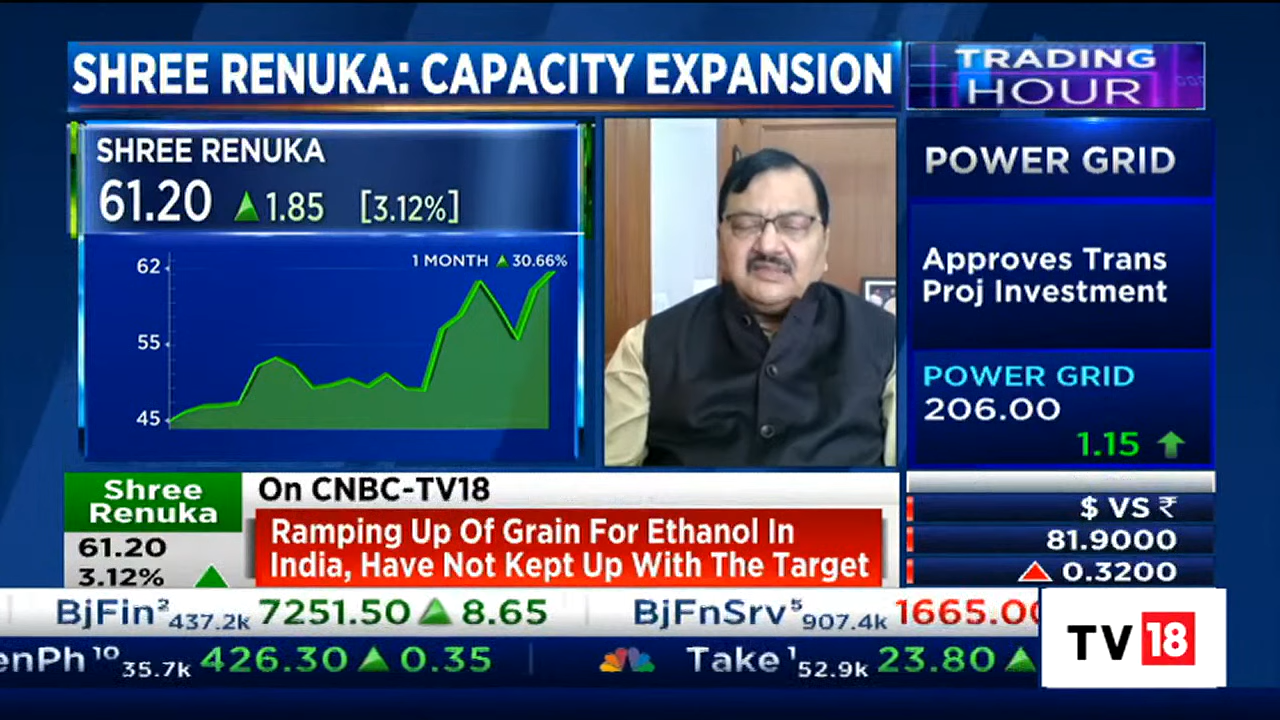 SHREE RENUKA: CAPACITY EXPANSION
TRADING
HOUR
SHREE RENUKA
61.20 ▲ 1.85 [3.12%]
1 MONTH ▲ 30.66%
62
55
45
POWER GRID
Approves Trans
Proj Investment
POWER GRID
206.00
1.15
Shree
Renuka
61.20
3.12%
On CNBC-TV18
Ramping Up Of Grain For Ethanol In
India, Have Not Kept Up With The Target
$ VS ₹
81.9000
0.3200
BjFin² 437.2k 7251.50 ▲ 8.65 BjFnSrv⁵ 907.4k 1665.00
enPh¹⁰ 35.7k 426.30 ▲ 0.35 Take¹ 52.9k 23.80 ▲
TV18